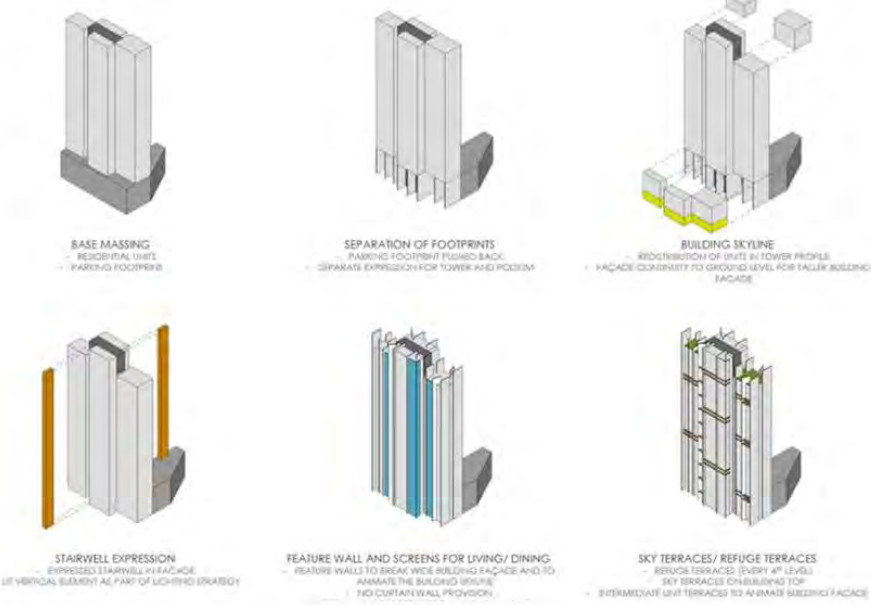 BASE MASSING
- RESIDENTIAL UNITS
- PARKING FOOTPRINT
SEPARATION OF FOOTPRINTS
- PARKING FOOTPRINT PUSHED BACK
- SEPARATE EXPRESSION FOR TOWER AND PODIUM
BUILDING SKYLINE
- REDISTRIBUTION OF UNITS IN TOWER PROFILE
- FAÇADE CONTINUITY TO GROUND LEVEL FOR TALLER BUILDING
FACADE
STAIRWELL EXPRESSION
- EXPRESSED STAIRWELL IN FACADE
LIT VERTICAL ELEMENT AS PART OF LIGHTING STRATEGY
FEATURE WALL AND SCREENS FOR LIVING/ DINING
- FEATURE WALLS TO BREAK WIDE BUILDING FAÇADE AND TO
ANIMATE THE BUILDING
- NO CURTAIN WALL PROVISION
SKY TERRACES/ REFUGE TERRACES
- REFUGE TERRACES (EVERY 4TH LEVEL)
SKY TERRACES ON BUILDING TOP
- INTERMEDIATE UNIT TERRACES TO ANIMATE BUILDING FACADE